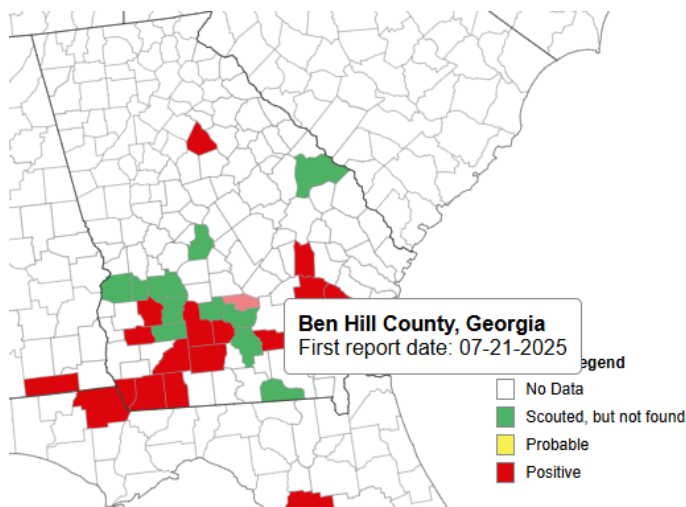 Ben Hill County, Georgia
First report date: 07-21-2025
egend
No Data
Scouted, but not found
Probable
Positive